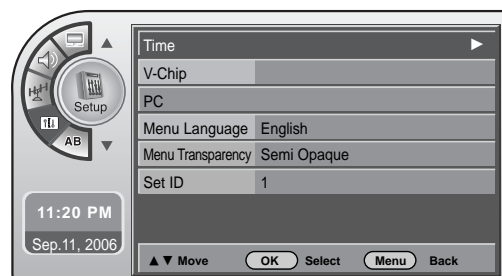 Time ►
V-Chip
PC
Menu Language English
Menu Transparency Semi Opaque
Set ID 1
Setup
AB
11:20 PM
Sep.11, 2006
▲▼ Move OK Select Menu Back